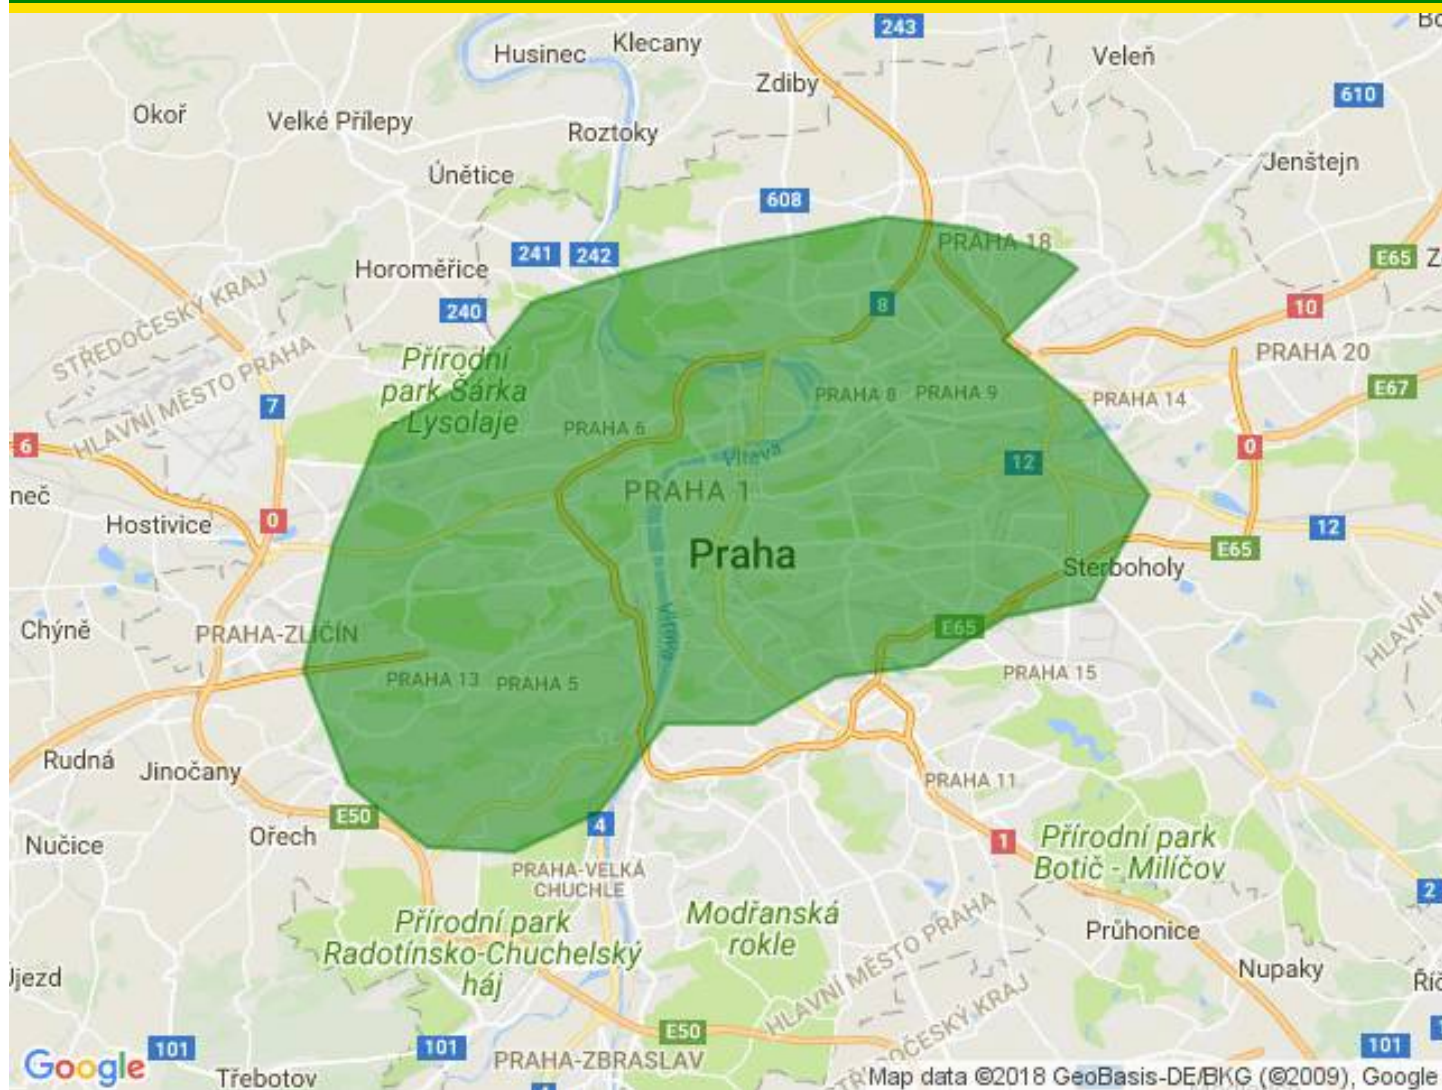 243
Husinec
Klecany
Veleň
Zdiby
610
Okoř
Velké Přílepy
Roztoky
Jenštejn
Únětice
608
PRAHA 18
241
242
E65
Horoměřice
240
8
10
STŘEDOČESKÝ KRAJ
HLAVNÍ MĚSTO PRAHA
Přírodní
park Šárka
- Lysolaje
PRAHA 20
E67
7
PRAHA 8
PRAHA 9
PRAHA 14
PRAHA 6
6
0
Vltava
12
PRAHA 1
neč
Hostivice
0
12
Praha
E65
Sterboholy
Chýně
Vltava
E65
PRAHA-ZLIČÍN
PRAHA 13
PRAHA 5
PRAHA 15
Rudná
Jinočany
PRAHA 11
E50
4
Ořech
Nučice
1
Přírodní park
Botič - Milíčov
PRAHA-VELKÁ
CHUCHLE
2
Přírodní park
Radotínsko-Chuchelský
háj
Modřanská
rokle
HLAVNÍ MĚSTO PRAHA
Průhonice
Nupaky
Újezd
STŘEDOČESKÝ KRAJ
E50
101
101
101
PRAHA-ZBRASLAV
Google
Třebotov
Map data ©2018 GeoBasis-DE/BKG (©2009), Google